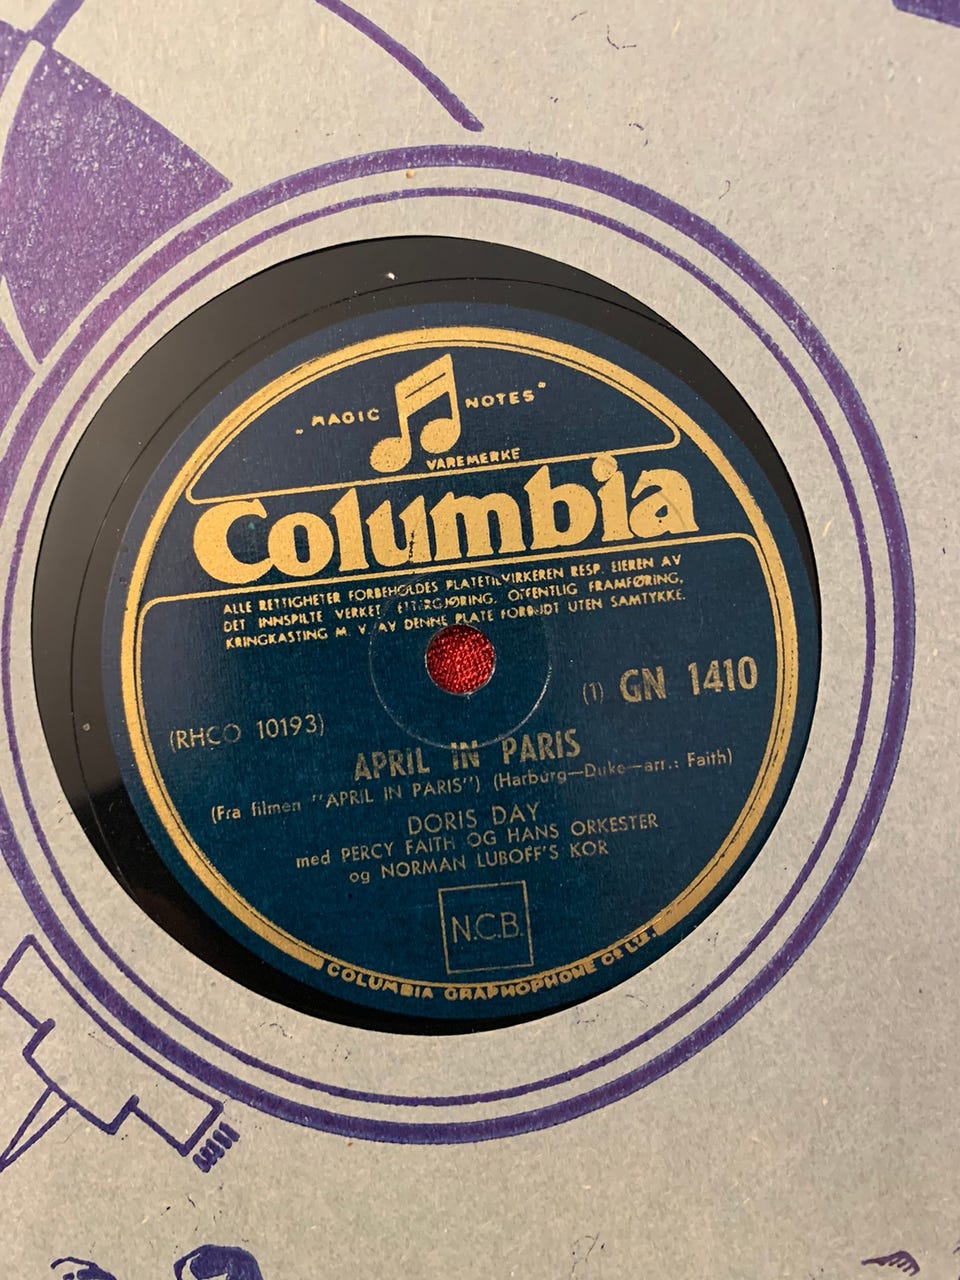 „MAGIC NOTES"
VAREMERKE
Columbia
ALLE RETTIGHETER FORBEHOLDES PLATETILVIRKEREN RESP. EIEREN AV
DET INNSPILTE VERKET. ETTERGJØRING, OFFENTLIG FRAMFØRING,
KRINGKASTING M. V. AV DENNE PLATE FORBUDT UTEN SAMTYKKE.
(1) GN 1410
(RHCO 10193)
APRIL IN PARIS
(Fra filmen "APRIL IN PARIS") (Harburg—Duke—arr.: Faith)
DORIS DAY
med PERCY FAITH OG HANS ORKESTER
og NORMAN LUBOFF'S KOR
N.C.B.
COLUMBIA GRAPHOPHONE Co LTD.